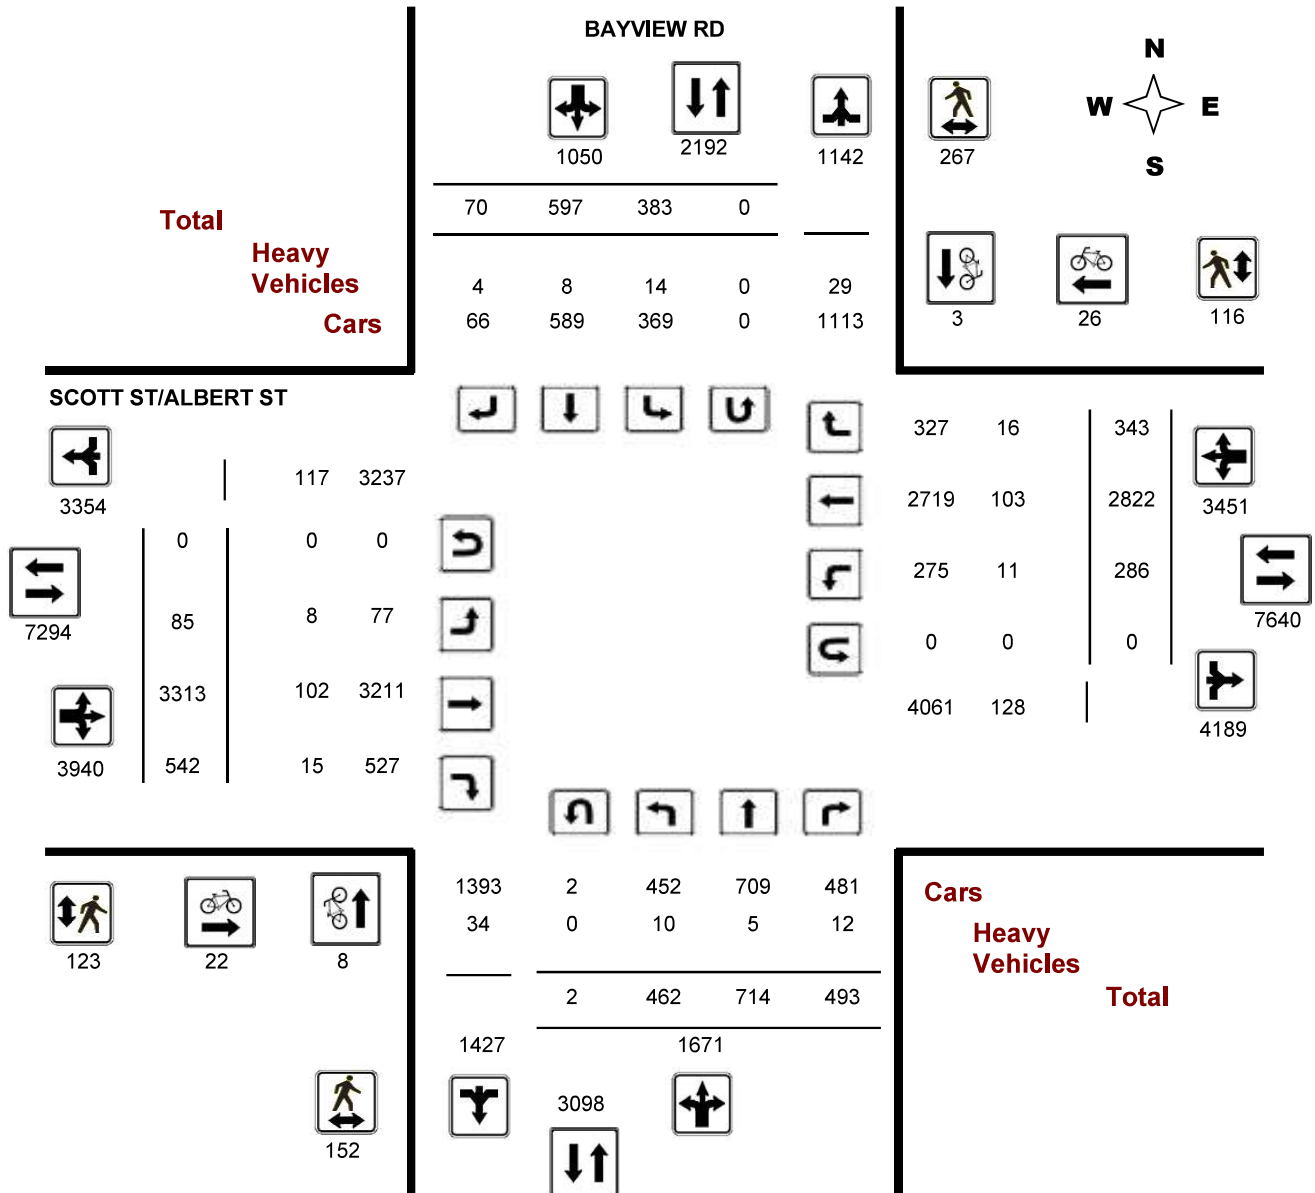 BAYVIEW RD
N
W E
S
1050 2192 1142 267
70 597 383 0
Total
Heavy
Vehicles 4 8 14 0 29
Cars 66 589 369 0 1113
3 26 116
SCOTT ST/ALBERT ST
327 16 343
117 3237
3354
2719 103 2822 3451
0 0 0
275 11 286
85 8 77
7294 7640
0 0 0
3313 102 3211
4061 128
4189
3940 542 15 527
1393 2 452 709 481
Cars
34 0 10 5 12
Heavy
Vehicles
123 22 8
2 462 714 493
Total
1427 1671
3098
152